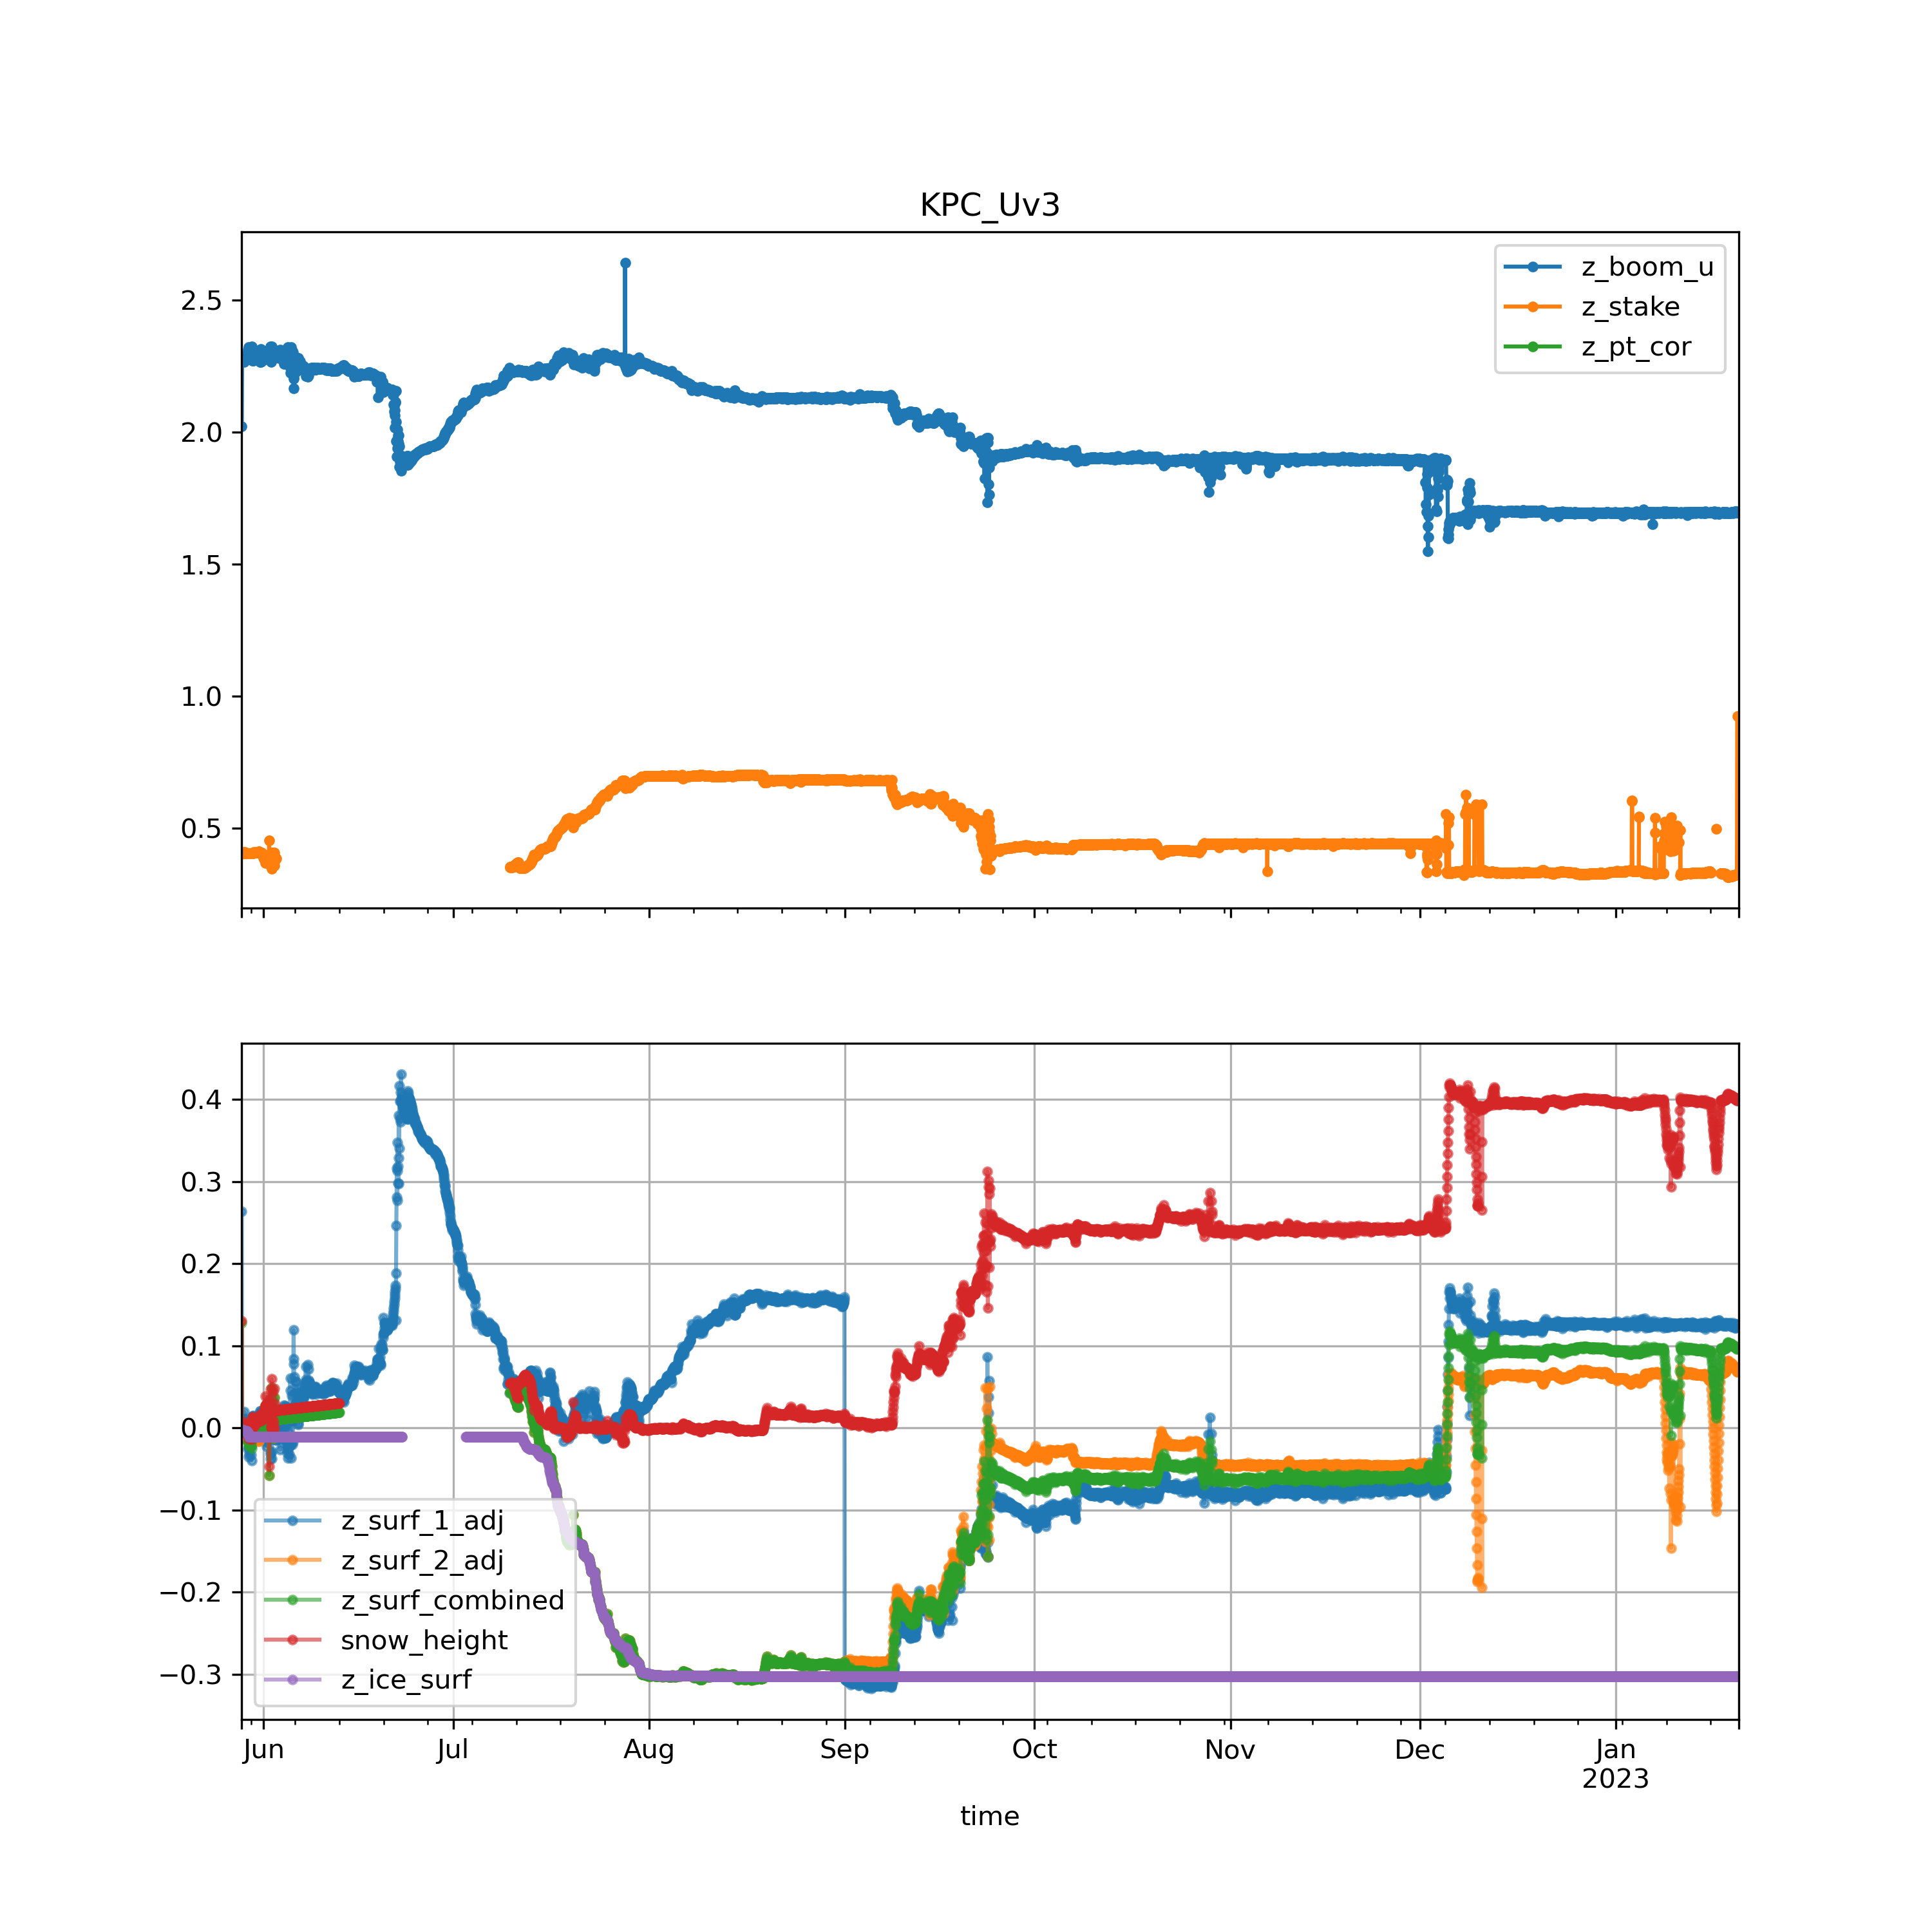 KPC_Uv3
z_boom_u
z_stake
z_pt_cor
2.5
2.0
1.5
1.0
0.5
0.4
0.3
0.2
0.1
0.0
−0.1
−0.2
−0.3
z_surf_1_adj
z_surf_2_adj
z_surf_combined
snow_height
z_ice_surf
Jun Jul Aug Sep Oct Nov Dec Jan
2023
time